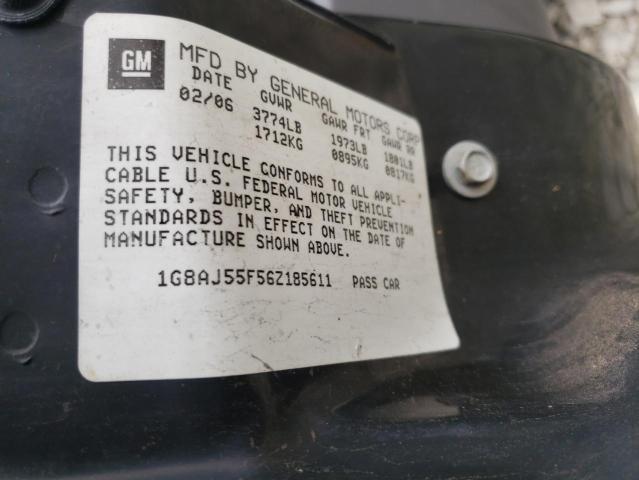 GM
MFD BY GENERAL MOTORS CORP
DATE GVWR GAWR FRT GAWR RR
02/06 3774LB 1973LB 1801LB
1712KG 0895KG 0817KG
THIS VEHICLE CONFORMS TO ALL APPLI-
CABLE U.S. FEDERAL MOTOR VEHICLE
SAFETY, BUMPER, AND THEFT PREVENTION
STANDARDS IN EFFECT ON THE DATE OF
MANUFACTURE SHOWN ABOVE.
1G8AJ55F56Z185611 PASS CAR